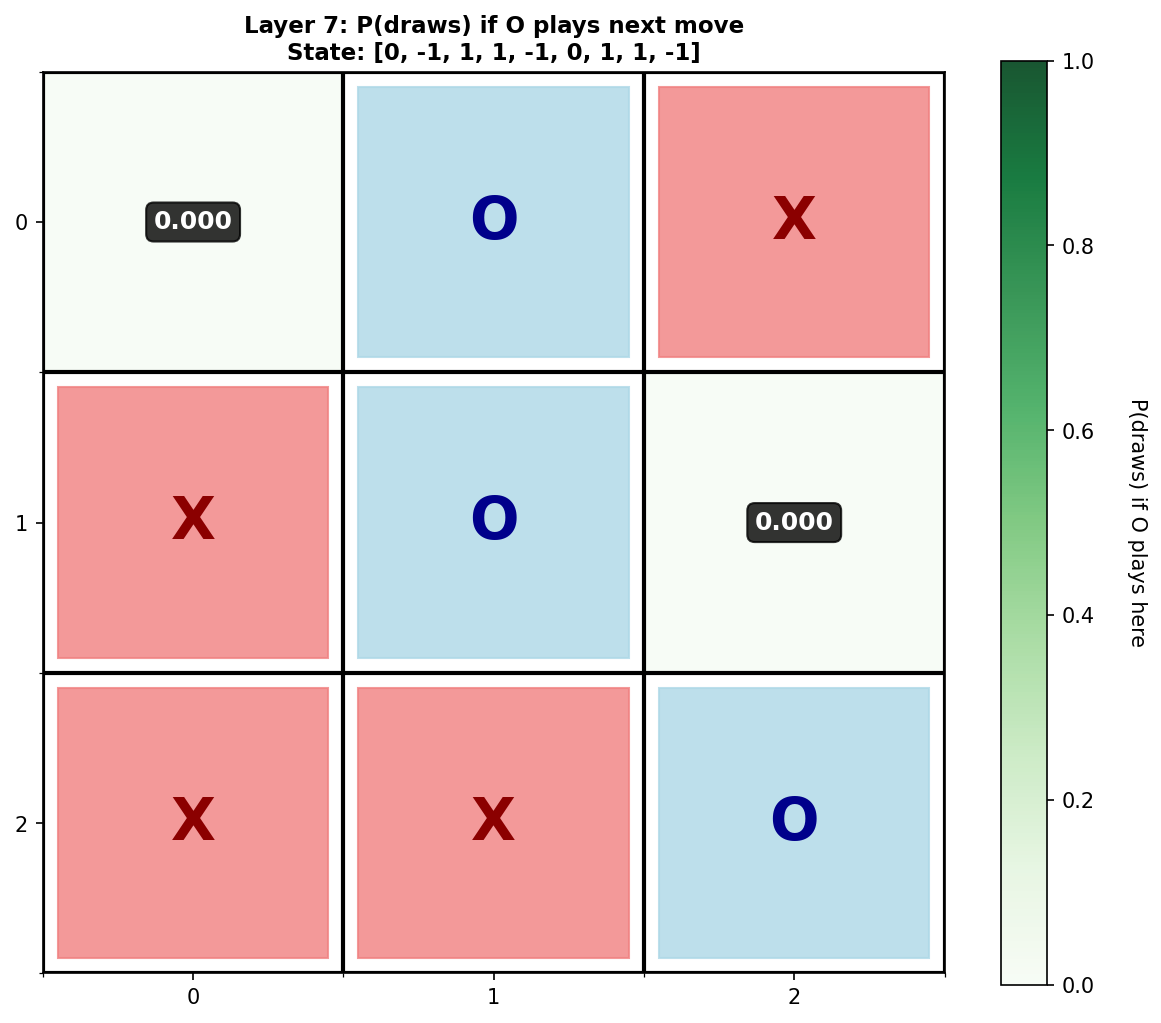 Layer 7: P(draws) if O plays next move
State: [0, -1, 1, 1, -1, 0, 1, 1, -1]
0
0.000
O
X
1
X
O
0.000
2
X
X
O
0
1
2
1.0
0.8
0.6
0.4
0.2
0.0
P(draws) if O plays here